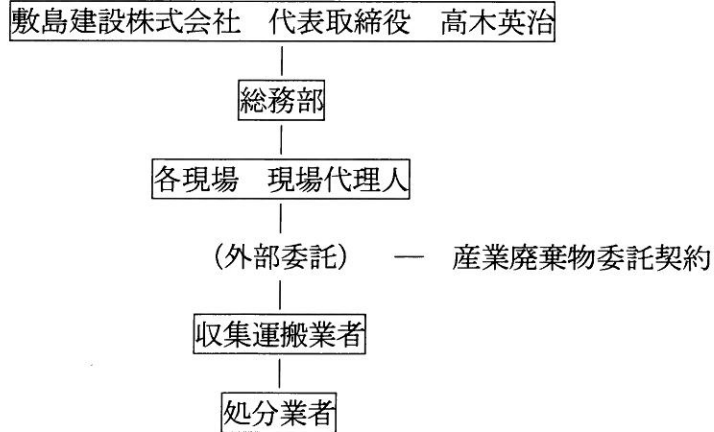 敷島建設株式会社　代表取締役　高木英治
総務部
各現場　現場代理人
(外部委託)　―　産業廃棄物委託契約
収集運搬業者
処分業者